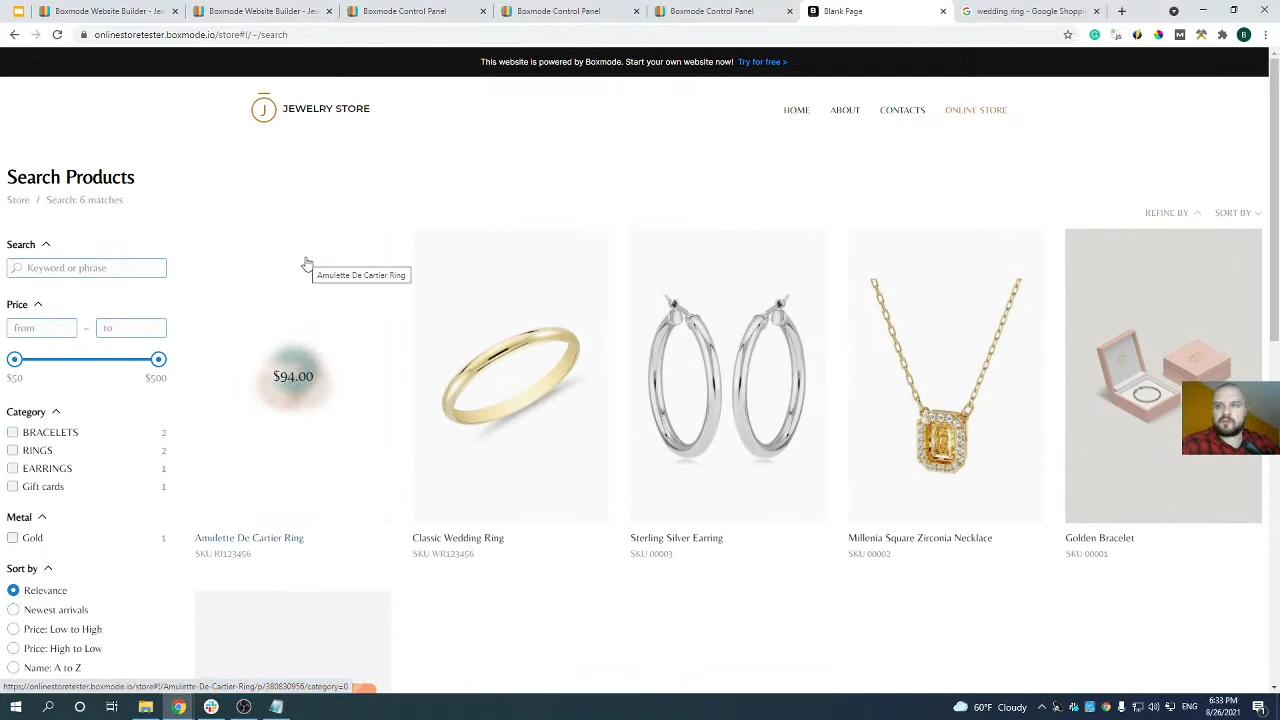 Boxmode Website Builder - Jew
Boxmode Website Builder - Jew
Boxmode Control Panel
Boxmode Control Panel
Boxmode Control Panel
Blank Page
wedding ring - Google Shoppin
onlinestoretester.boxmode.io/store#!/~/search
This website is powered by Boxmode. Start your own website now! Try for free >
J JEWELRY STORE
HOME ABOUT CONTACTS ONLINE STORE
Search Products
Store / Search: 6 matches
REFINE BY SORT BY
Search
Keyword or phrase
Amulette De Cartier Ring
Price
from – to
$50 $500
$94.00
Category
BRACELETS 2
RINGS 2
EARRINGS 1
Gift cards 1
Metal
Gold 1
Amulette De Cartier Ring
SKU RI123456
Classic Wedding Ring
SKU WR123456
Sterling Silver Earring
SKU 00003
Millenia Square Zirconia Necklace
SKU 00002
Golden Bracelet
SKU 00001
Sort by
Relevance
Newest arrivals
Price: Low to High
Price: High to Low
Name: A to Z
https://onlinestoretester.boxmode.io/store#!/Amulette-De-Cartier-Ring/p/380830956/category=0
60°F Cloudy
6:33 PM
8/26/2021